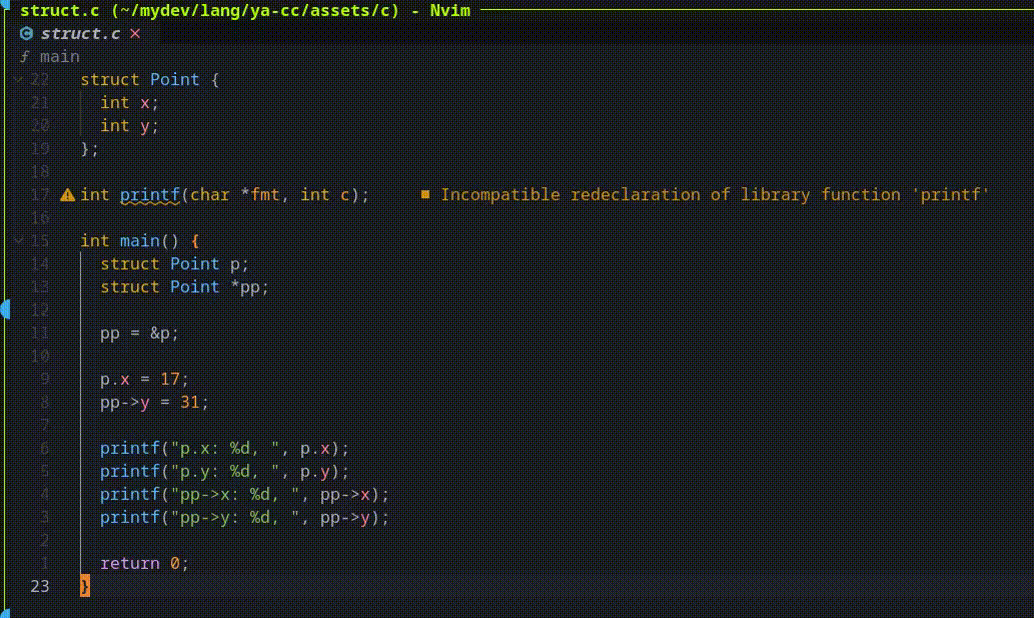 struct.c (~/mydev/lang/ya-cc/assets/c) - Nvim
C struct.c ×
f main
22 struct Point {
21 int x;
20 int y;
19 };
18
17 int printf(char *fmt, int c); ■ Incompatible redeclaration of library function 'printf'
16
15 int main() {
14 struct Point p;
13 struct Point *pp;
12
11 pp = &p;
10
9 p.x = 17;
8 pp->y = 31;
7
6 printf("p.x: %d, ", p.x);
5 printf("p.y: %d, ", p.y);
4 printf("pp->x: %d, ", pp->x);
3 printf("pp->y: %d, ", pp->y);
2
1 return 0;
23 }